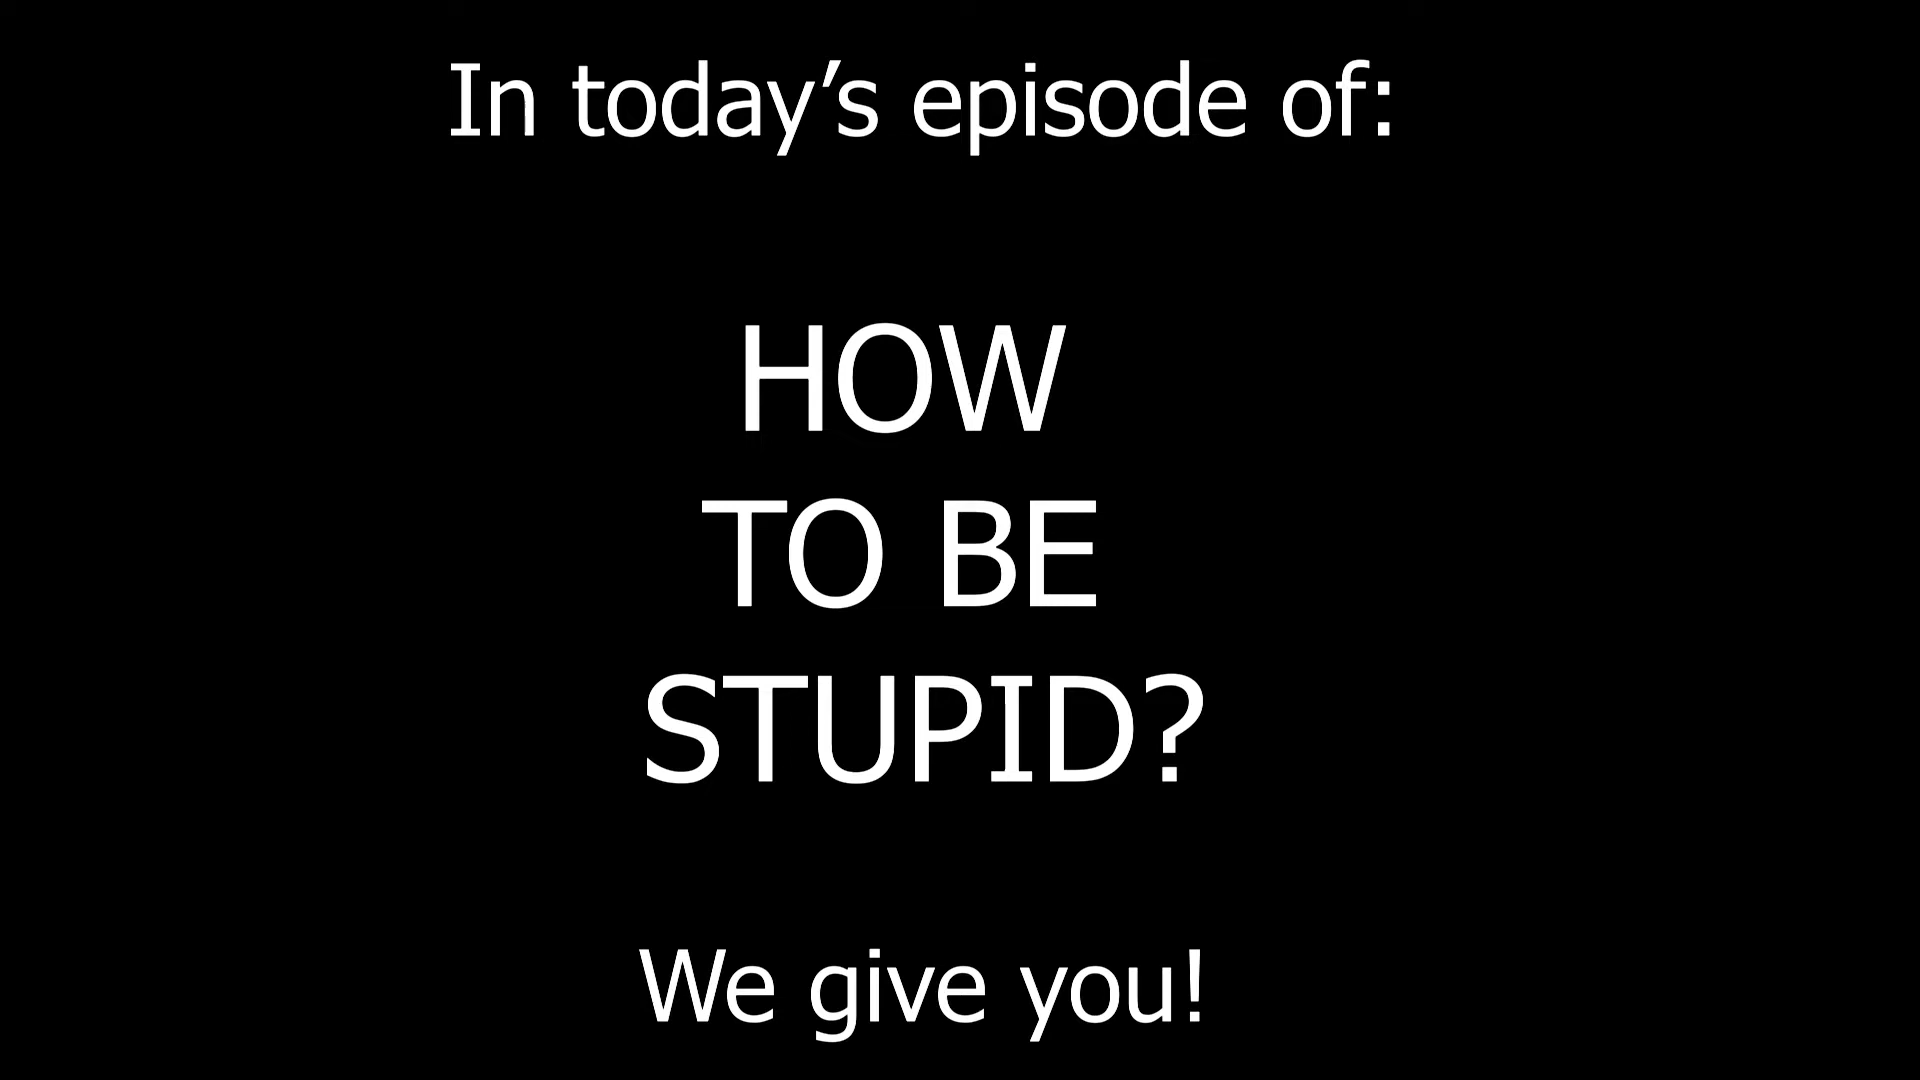 In today’s episode of:
HOW
TO BE
STUPID?
We give you!